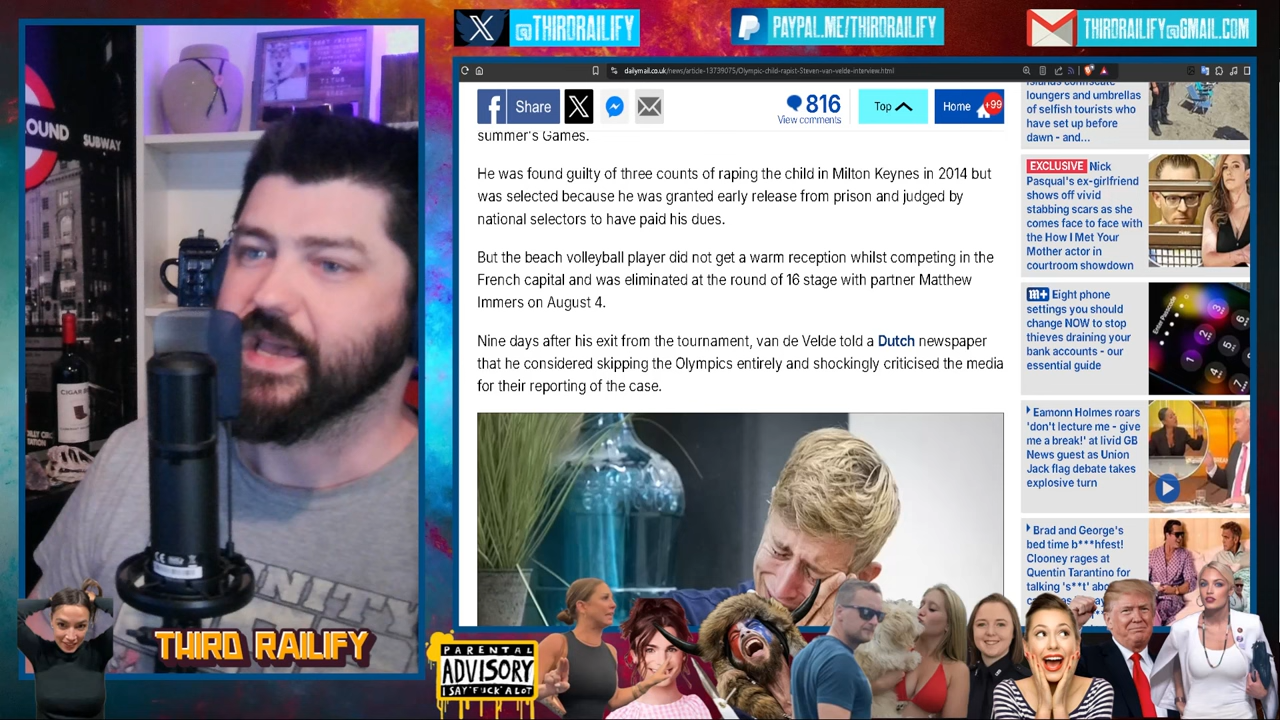 @THIRDRAILIFY
PAYPAL.ME/THIRDRAILIFY
THIRDRAILIFY@GMAIL.COM
OUND
SUBWAY
CIGAR
THIRD RAILIFY
dailymail.co.uk/news/article-13739075/Olympic-child-rapist-Steven-van-velde-interview.html
Share
816
View comments
Top
Home
+99
summer's Games.
He was found guilty of three counts of raping the child in Milton Keynes in 2014 but
was selected because he was granted early release from prison and judged by
national selectors to have paid his dues.
But the beach volleyball player did not get a warm reception whilst competing in the
French capital and was eliminated at the round of 16 stage with partner Matthew
Immers on August 4.
Nine days after his exit from the tournament, van de Velde told a Dutch newspaper
that he considered skipping the Olympics entirely and shockingly criticised the media
for their reporting of the case.
loungers and umbrellas
of selfish tourists who
have set up before
dawn - and...
EXCLUSIVE Nick
Pasqual's ex-girlfriend
shows off vivid
stabbing scars as she
comes face to face with
the How I Met Your
Mother actor in
courtroom showdown
m+ Eight phone
settings you should
change NOW to stop
thieves draining your
bank accounts - our
essential guide
Eamonn Holmes roars
'don't lecture me - give
me a break!' at livid GB
News guest as Union
Jack flag debate takes
explosive turn
Brad and George's
bed time b***hfest!
Clooney rages at
Quentin Tarantino for
talking 's**t' abo
PARENTAL
ADVISORY
I SAY "FUCK" A LOT